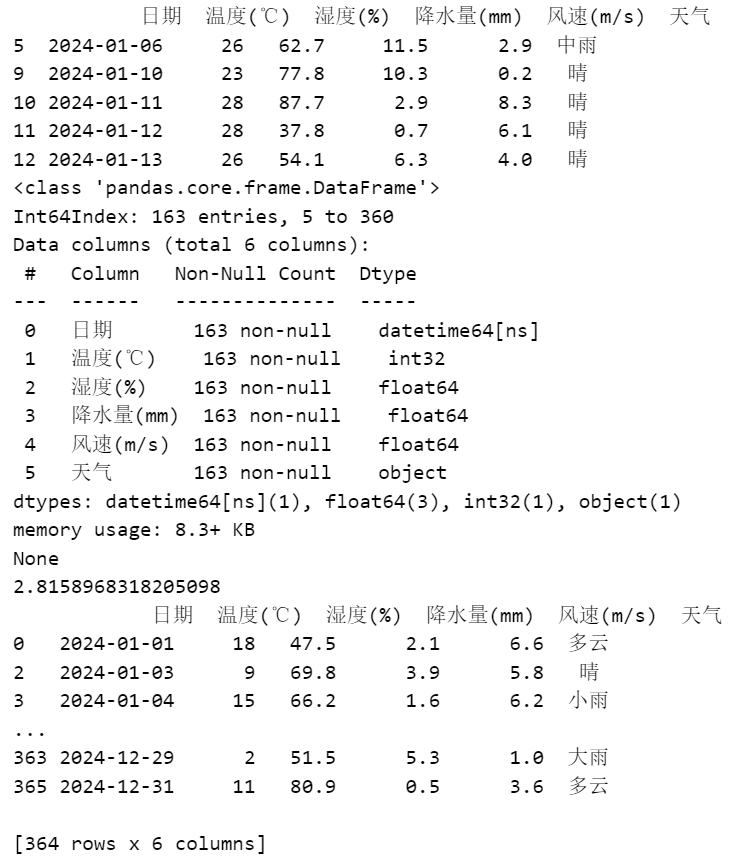 日期 温度(℃) 湿度(%) 降水量(mm) 风速(m/s) 天气
5 2024-01-06 26 62.7 11.5 2.9 中雨
9 2024-01-10 23 77.8 10.3 0.2 晴
10 2024-01-11 28 87.7 2.9 8.3 晴
11 2024-01-12 28 37.8 0.7 6.1 晴
12 2024-01-13 26 54.1 6.3 4.0 晴
<class 'pandas.core.frame.DataFrame'>
Int64Index: 163 entries, 5 to 360
Data columns (total 6 columns):
# Column Non-Null Count Dtype
--- ------ -------------- -----
0 日期 163 non-null datetime64[ns]
1 温度(℃) 163 non-null int32
2 湿度(%) 163 non-null float64
3 降水量(mm) 163 non-null float64
4 风速(m/s) 163 non-null float64
5 天气 163 non-null object
dtypes: datetime64[ns](1), float64(3), int32(1), object(1)
memory usage: 8.3+ KB
None
2.8158968318205098
日期 温度(℃) 湿度(%) 降水量(mm) 风速(m/s) 天气
0 2024-01-01 18 47.5 2.1 6.6 多云
2 2024-01-03 9 69.8 3.9 5.8 晴
3 2024-01-04 15 66.2 1.6 6.2 小雨
...
363 2024-12-29 2 51.5 5.3 1.0 大雨
365 2024-12-31 11 80.9 0.5 3.6 多云
[364 rows x 6 columns]